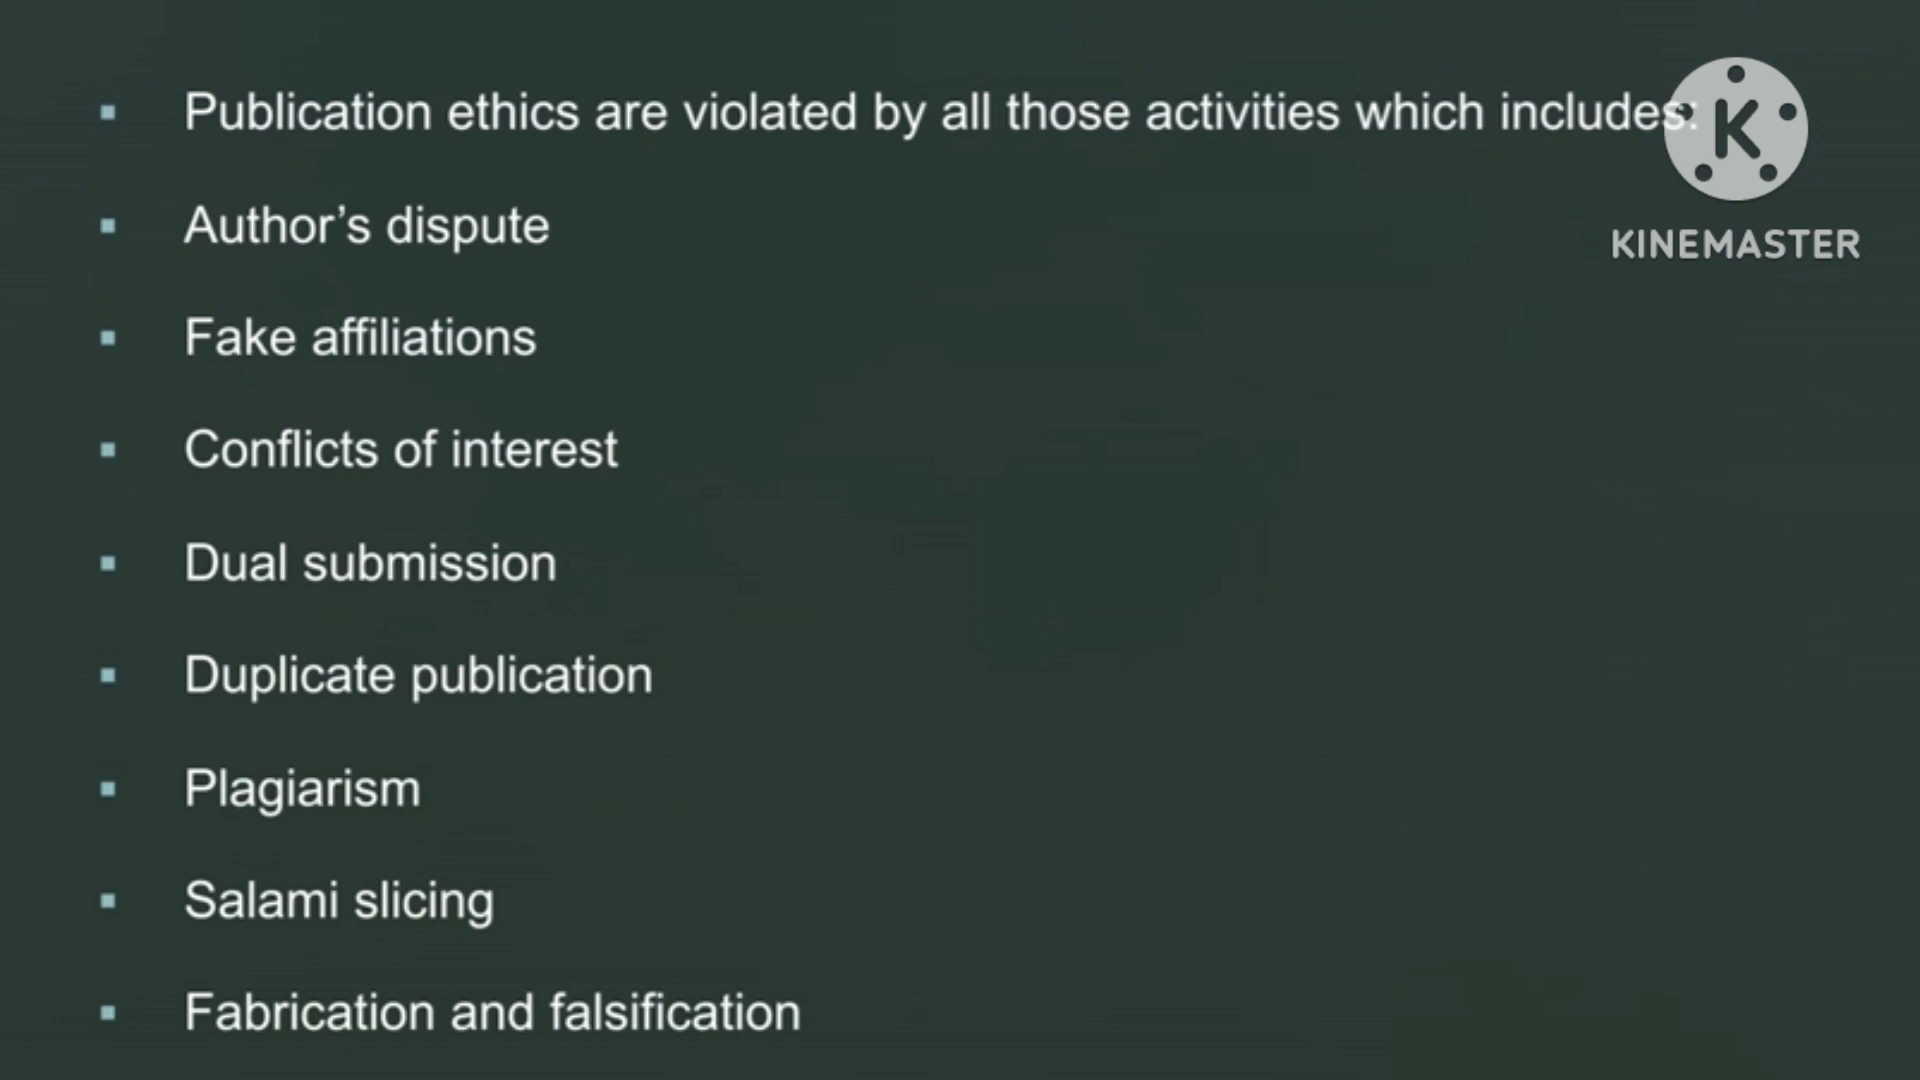 Publication ethics are violated by all those activities which includes:
KINEMASTER
Author’s dispute
Fake affiliations
Conflicts of interest
Dual submission
Duplicate publication
Plagiarism
Salami slicing
Fabrication and falsification